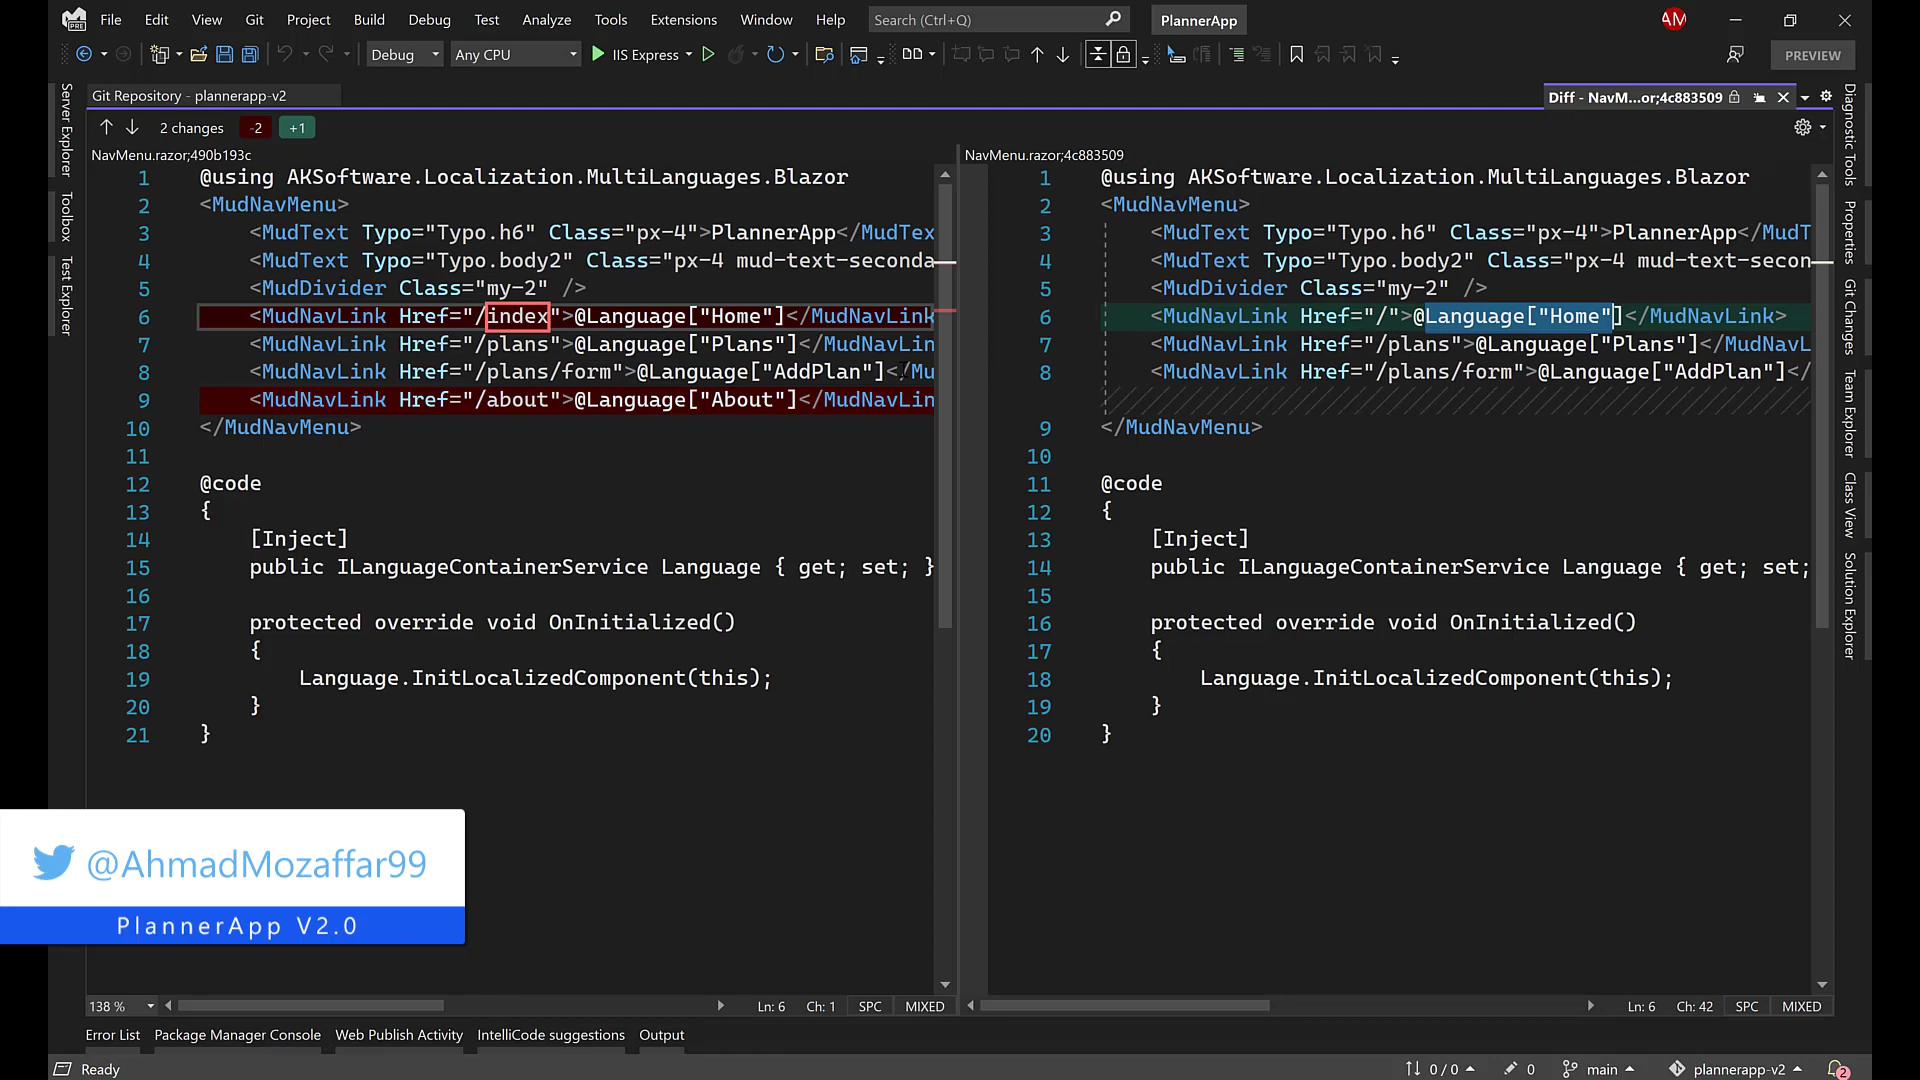 File Edit View Git Project Build Debug Test Analyze Tools Extensions Window Help Search (Ctrl+Q) PlannerApp AM
Debug Any CPU IIS Express PREVIEW
Git Repository - plannerapp-v2 Diff - NavM...or;4c883509
2 changes -2 +1
NavMenu.razor;490b193c
1 @using AKSoftware.Localization.MultiLanguages.Blazor
2 <MudNavMenu>
3 <MudText Typo="Typo.h6" Class="px-4">PlannerApp</MudTex
4 <MudText Typo="Typo.body2" Class="px-4 mud-text-seconda
5 <MudDivider Class="my-2" />
6 <MudNavLink Href="/index">@Language["Home"]</MudNavLink
7 <MudNavLink Href="/plans">@Language["Plans"]</MudNavLin
8 <MudNavLink Href="/plans/form">@Language["AddPlan"]</Mu
9 <MudNavLink Href="/about">@Language["About"]</MudNavLin
10 </MudNavMenu>
11
12 @code
13 {
14 [Inject]
15 public ILanguageContainerService Language { get; set; }
16
17 protected override void OnInitialized()
18 {
19 Language.InitLocalizedComponent(this);
20 }
21 }
NavMenu.razor;4c883509
1 @using AKSoftware.Localization.MultiLanguages.Blazor
2 <MudNavMenu>
3 <MudText Typo="Typo.h6" Class="px-4">PlannerApp</MudT
4 <MudText Typo="Typo.body2" Class="px-4 mud-text-secon
5 <MudDivider Class="my-2" />
6 <MudNavLink Href="/">@Language["Home"]</MudNavLink>
7 <MudNavLink Href="/plans">@Language["Plans"]</MudNavL
8 <MudNavLink Href="/plans/form">@Language["AddPlan"]</
9 </MudNavMenu>
10
11 @code
12 {
13 [Inject]
14 public ILanguageContainerService Language { get; set;
15
16 protected override void OnInitialized()
17 {
18 Language.InitLocalizedComponent(this);
19 }
20 }
Server Explorer
Toolbox
Test Explorer
Diagnostic Tools
Properties
Git Changes
Team Explorer
Class View
Solution Explorer
@AhmadMozaffar99
PlannerApp V2.0
138 % Ln: 6 Ch: 1 SPC MIXED Ln: 6 Ch: 42 SPC MIXED
Error List Package Manager Console Web Publish Activity IntelliCode suggestions Output
Ready 0 / 0 0 main plannerapp-v2 2